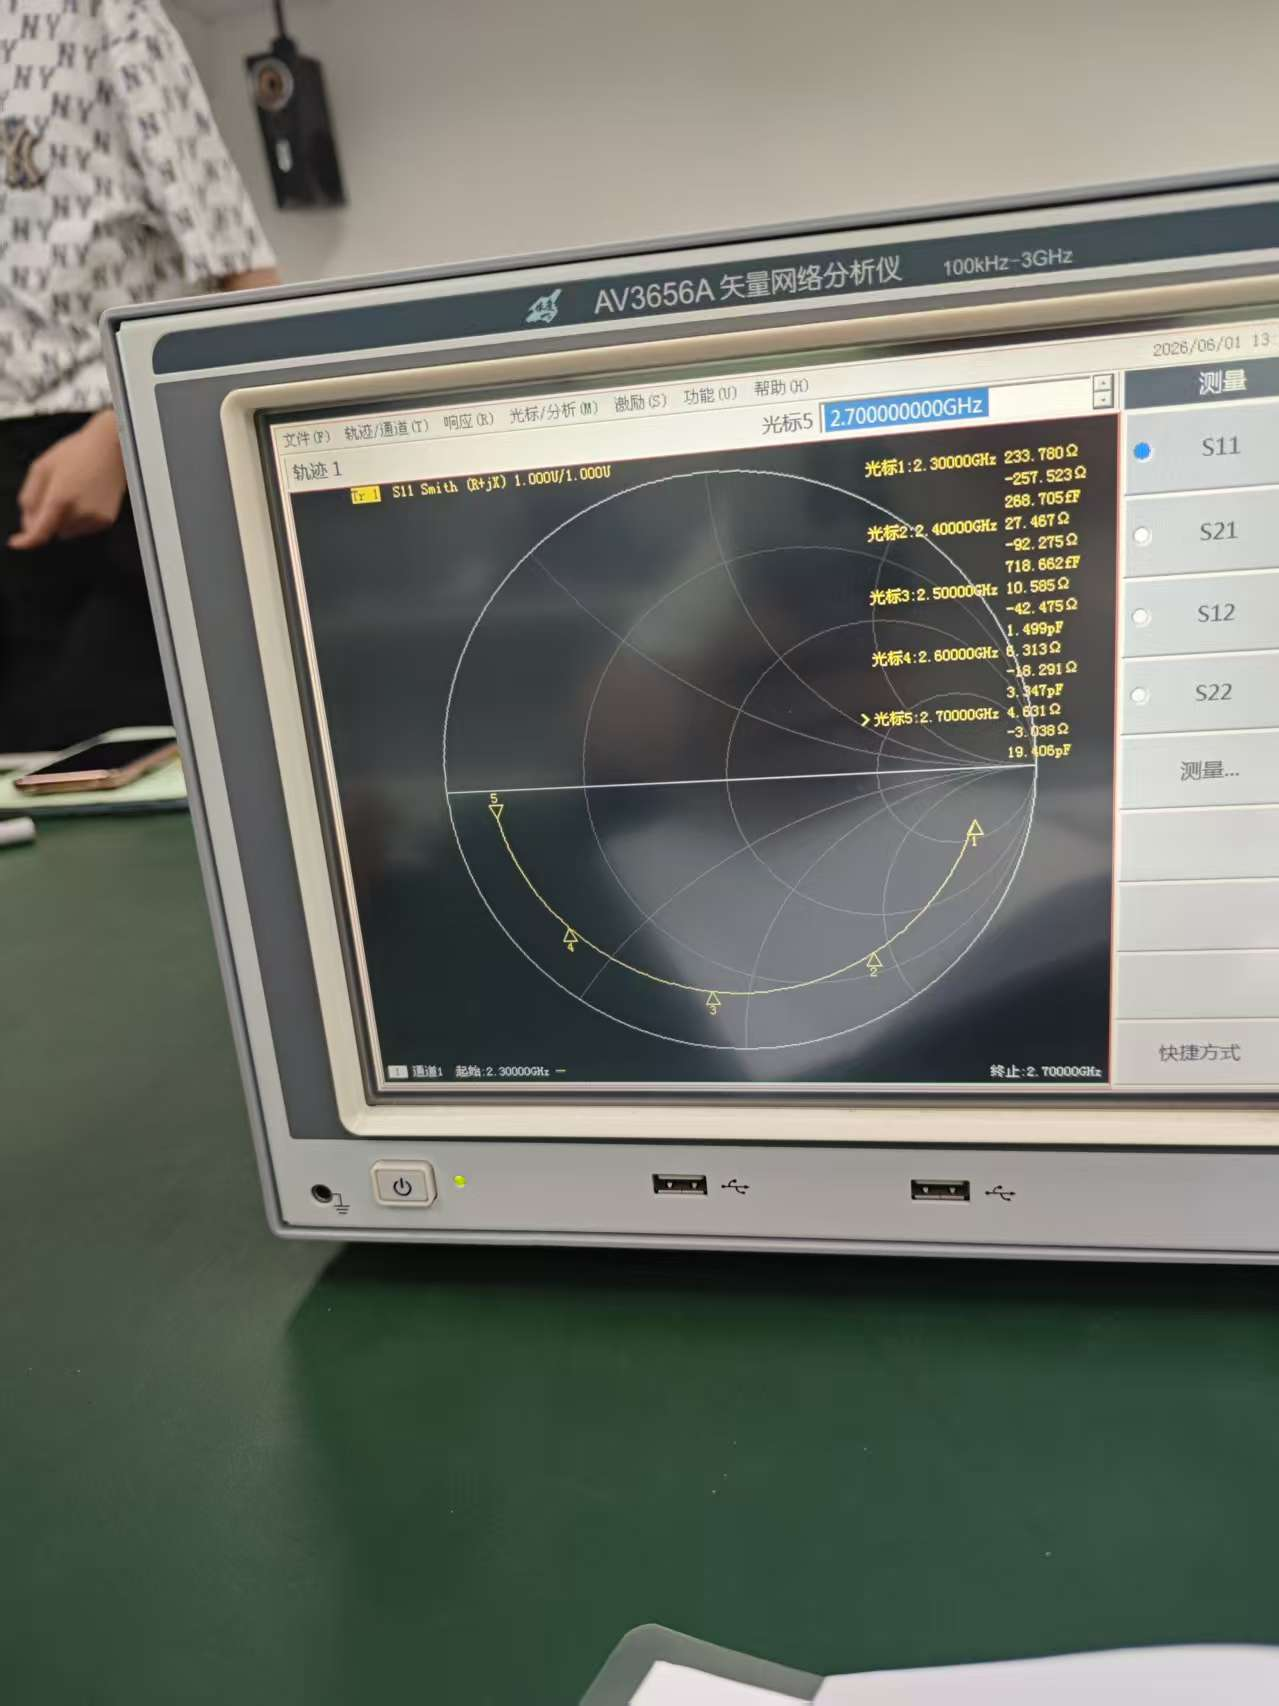 NY
AV3656A 矢量网络分析仪 100kHz-3GHz
2026/06/01 13:
文件(F) 轨迹/通道(T) 响应(R) 光标/分析(M) 激励(S) 功能(U) 帮助(H)
测量
光标5 2.700000000GHz
轨迹 1
Tr 1 S11 Smith (R+jX) 1.000U/1.000U
光标1:2.30000GHz 233.780Ω
-257.523Ω
268.705fF
光标2:2.40000GHz 27.467Ω
-92.275Ω
718.662fF
光标3:2.50000GHz 10.585Ω
-42.475Ω
1.499pF
光标4:2.60000GHz 6.313Ω
-18.291Ω
3.347pF
>光标5:2.70000GHz 4.631Ω
-3.038Ω
19.406pF
S11
S21
S12
S22
测量...
快捷方式
5
1
4
2
3
1 通道1 起始:2.30000GHz
终止:2.70000GHz